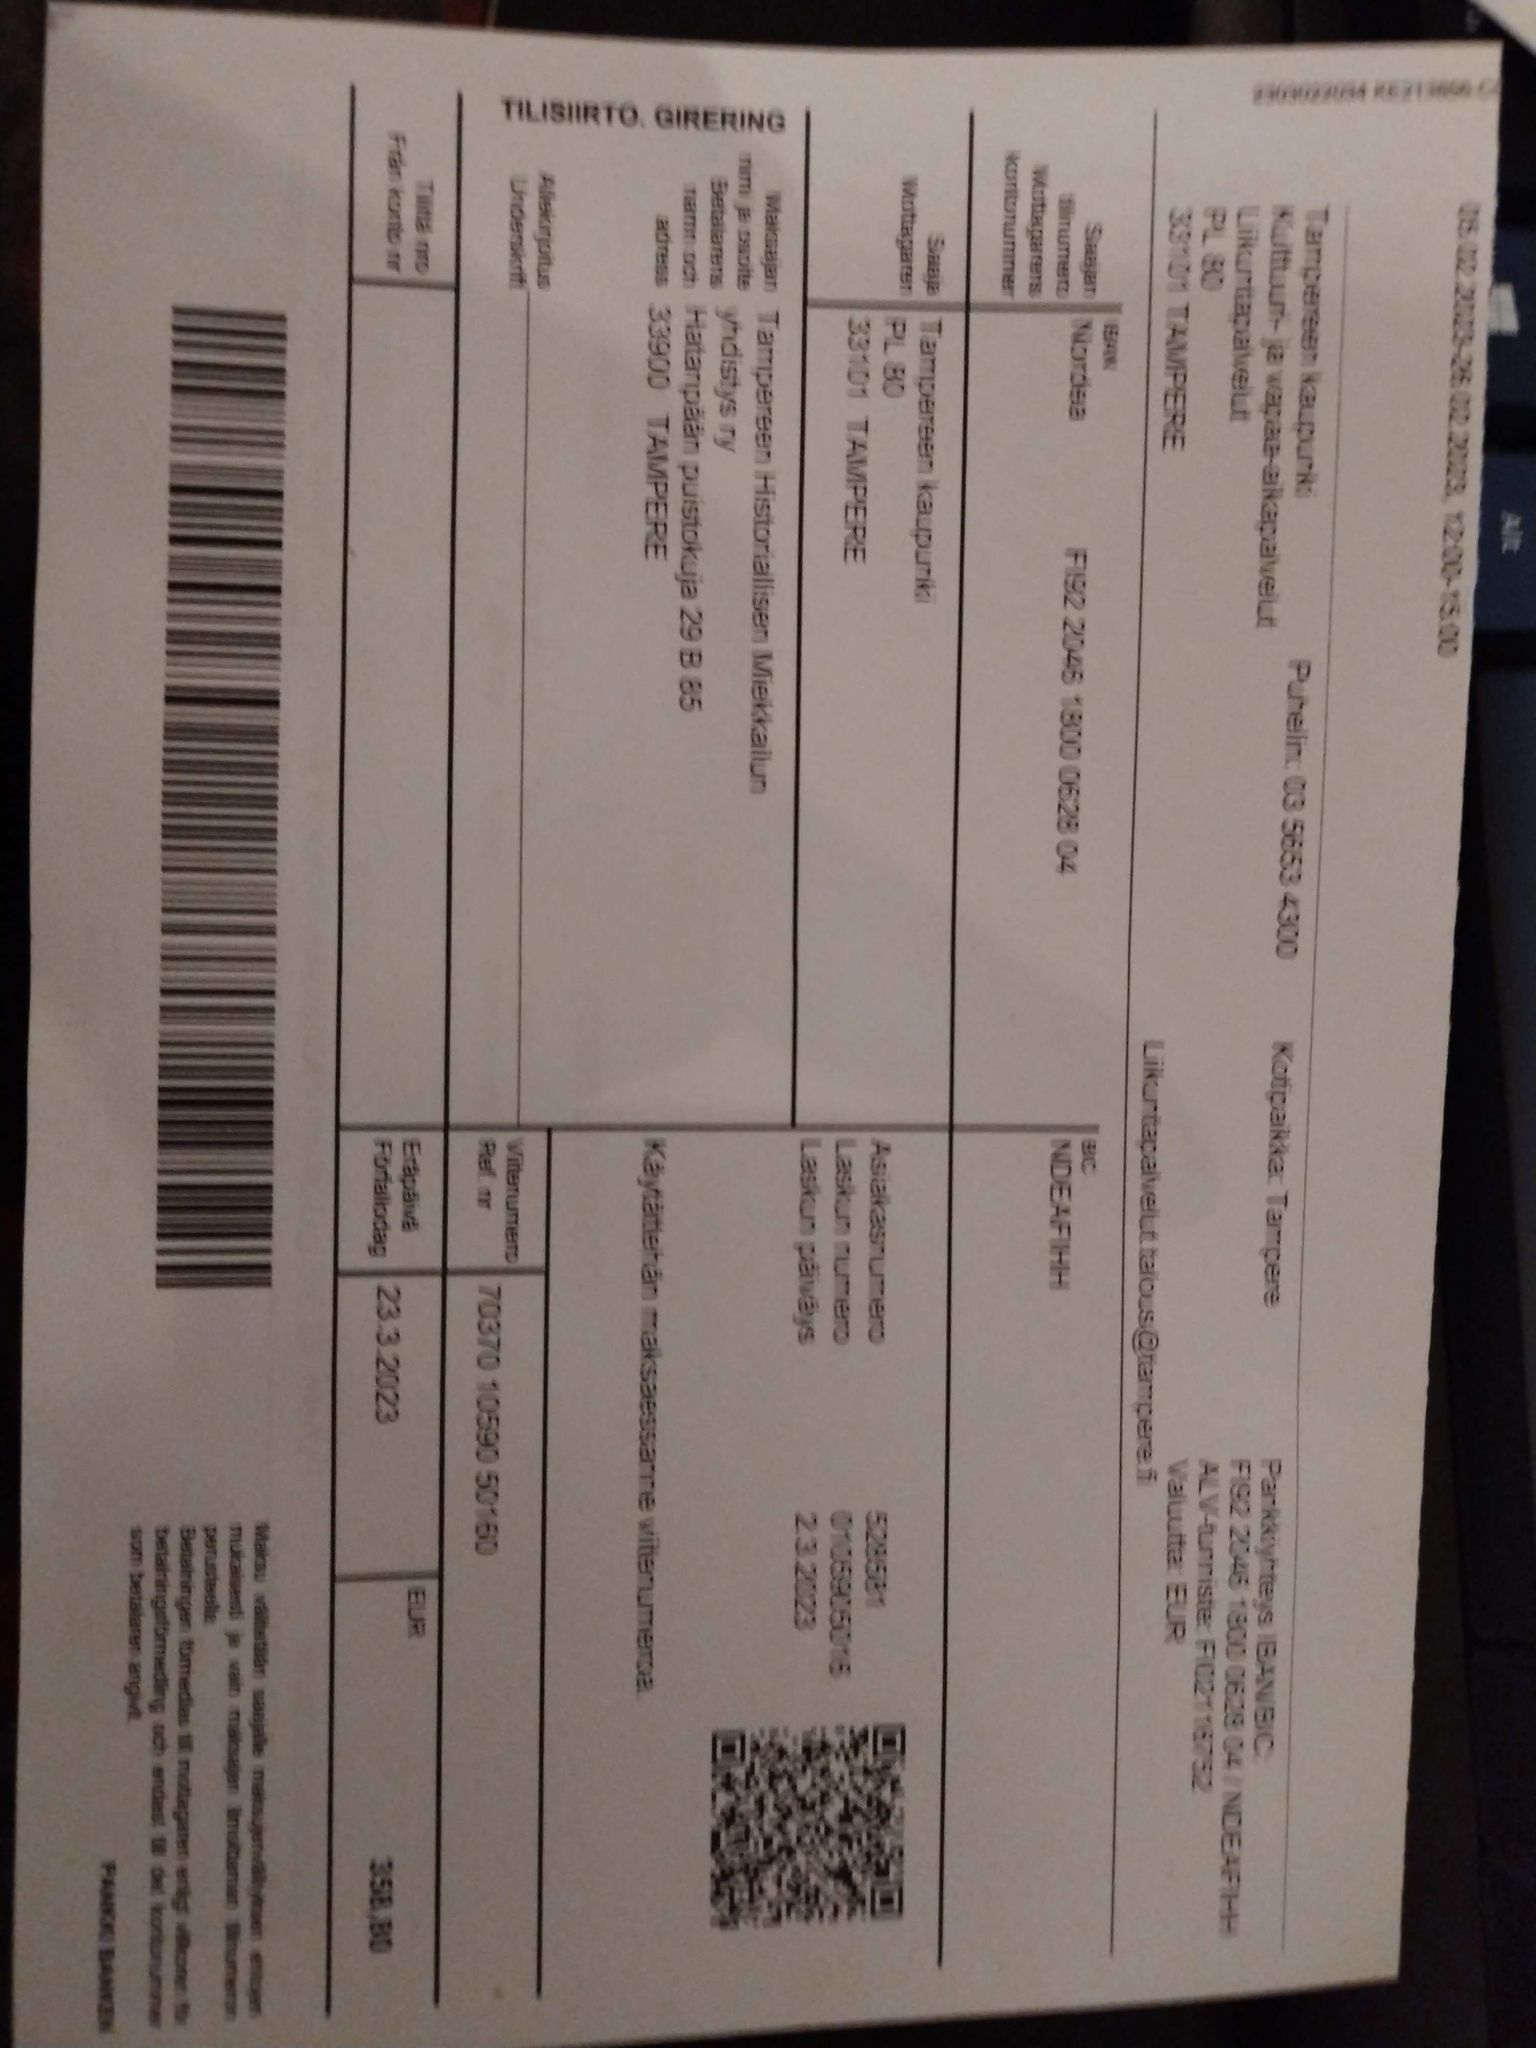 Alt
05.02.2023-26.02.2023, 12:00-15:00
Tampereen kaupunki
Kulttuuri- ja vapaa-aikapalvelut
Liikuntapalvelut
PL 80
33101 TAMPERE
Puhelin: 03 5653 4300
Kotipaikka: Tampere
Liikuntapalvelut.talous@tampere.fi
Pankkiyhteys IBAN/BIC:
FI92 2046 1800 0628 04 / NDEAFIHH
ALV-tunniste: FI02116752
Valuutta: EUR
Saajan
tilinumero
Mottagarens
kontonummer
IBAN
Nordea FI92 2046 1800 0628 04
BIC
NDEAFIHH
Saaja
Mottagaren
Tampereen kaupunki
PL 80
33101 TAMPERE
Asiakasnumero 528581
Laskun numero 0105905016
Laskun päiväys 2.3.2023
TILISIIRTO. GIRERING
Maksajan
nimi ja osoite
Betalarens
namn och
adress
Tampereen Historiallisen Miekkailun
yhdistys ry
Hatanpään puistokuja 29 B 85
33900 TAMPERE
Käytättehän maksaessanne viitenumeroa.
Allekirjoitus
Underskrift
Viitenumero
Ref. nr
70370 10590 50160
Tililtä nro
Från konto nr
Eräpäivä
Förfallodag
23.3.2023
EUR
358,80
Maksu välitetään saajalle maksujenvälityksen ehtojen
mukaisesti ja vain maksajan ilmoittaman tilinumeron
perusteella.
Betalningen förmedlas till mottagaren enligt villkoren för
betalningsförmedling och endast till det kontonummer
som betalaren angivit.
PANKKI BANKEN